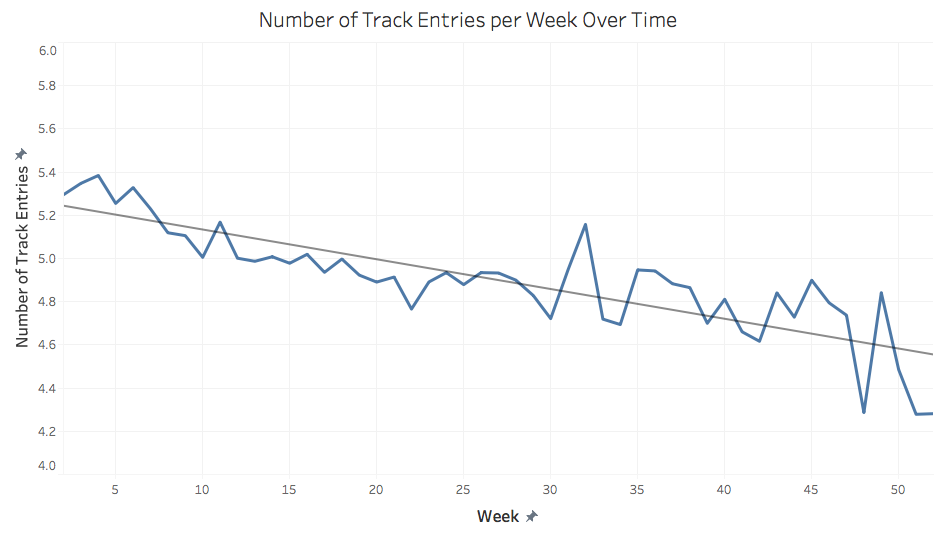 Number of Track Entries per Week Over Time
Number of Track Entries
6.0
5.8
5.6
5.4
5.2
5.0
4.8
4.6
4.4
4.2
4.0
5 10 15 20 25 30 35 40 45 50
Week